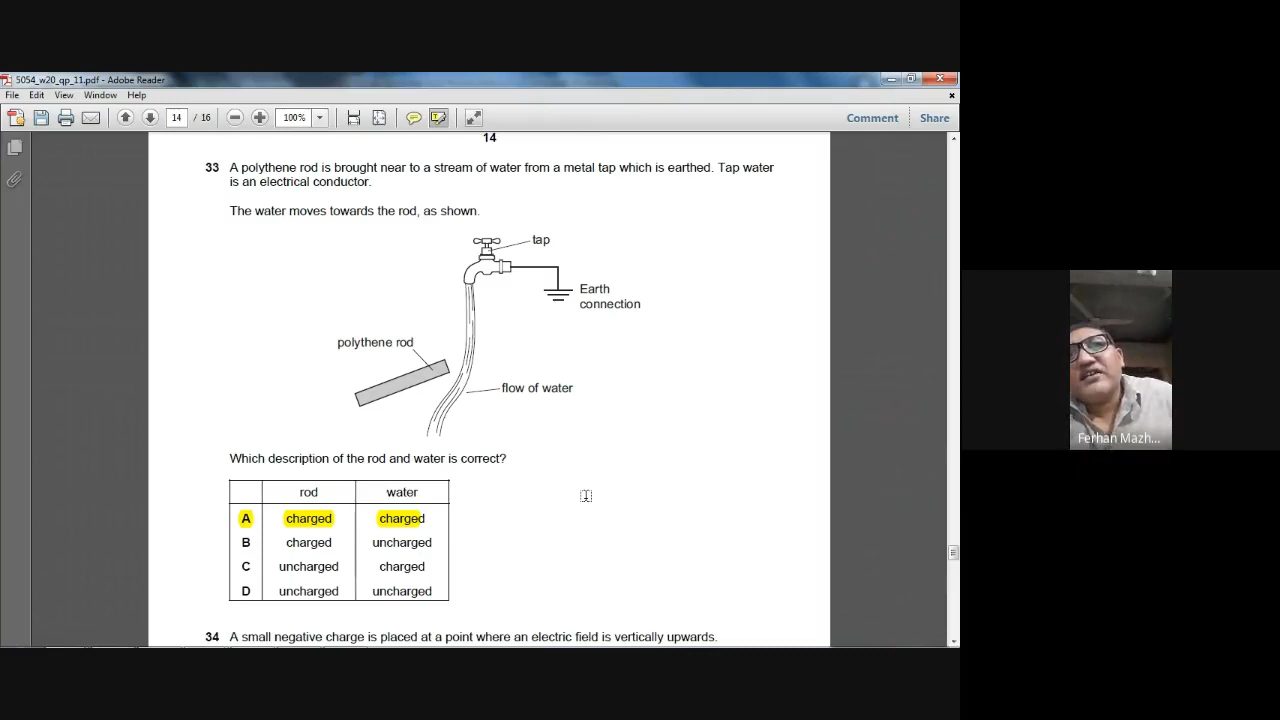 5054_w20_qp_11.pdf - Adobe Reader
File Edit View Window Help
14 / 16 100% Comment Share
14
33 A polythene rod is brought near to a stream of water from a metal tap which is earthed. Tap water
is an electrical conductor.
The water moves towards the rod, as shown.
tap
Earth
connection
polythene rod
flow of water
Which description of the rod and water is correct?
rod water
A charged charged
B charged uncharged
C uncharged charged
D uncharged uncharged
34 A small negative charge is placed at a point where an electric field is vertically upwards.
Ferhan Mazh...